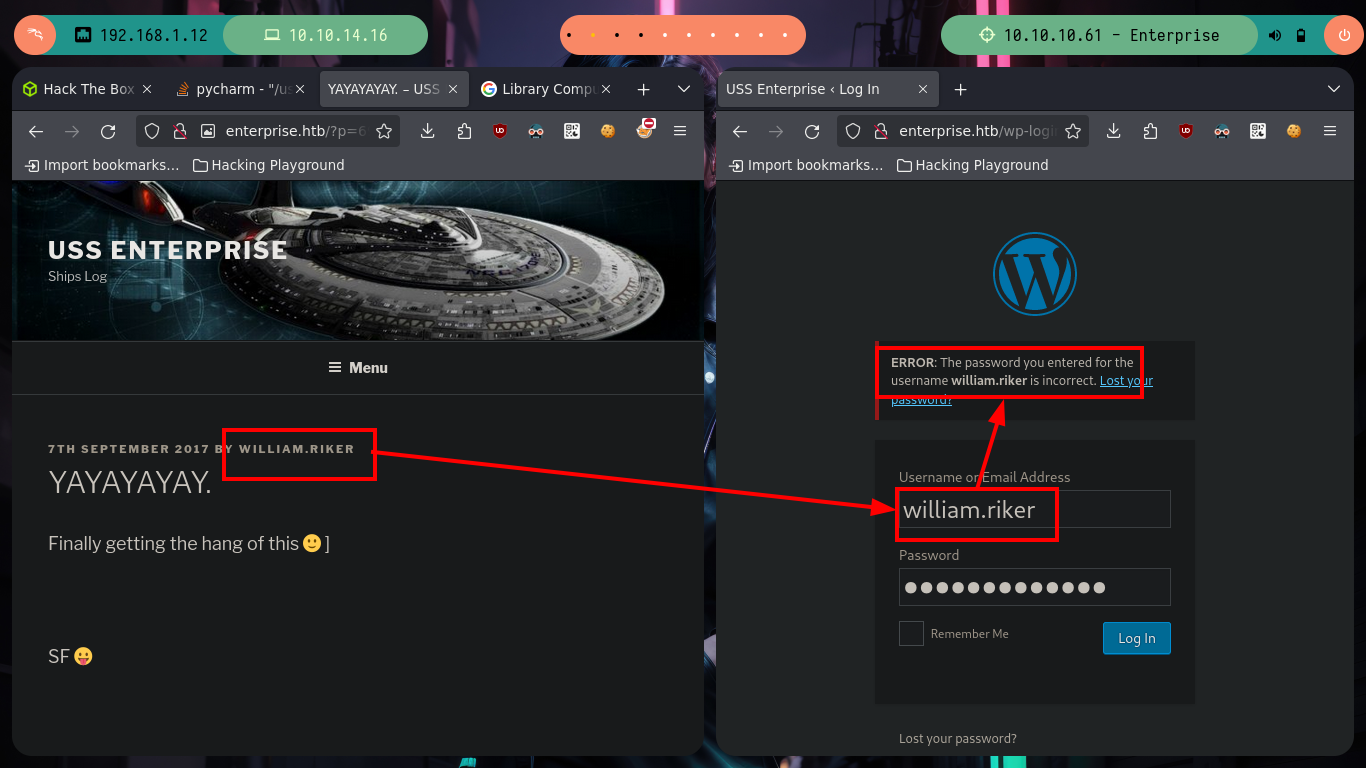 192.168.1.12
10.10.14.16
10.10.10.61 - Enterprise
Hack The Box
pycharm - "/us
YAYAYAYAY. – USS
Library Compu
USS Enterprise ‹ Log In
enterprise.htb/?p=6
enterprise.htb/wp-logi
Import bookmarks...
Hacking Playground
Import bookmarks...
Hacking Playground
USS ENTERPRISE
Ships Log
Menu
7TH SEPTEMBER 2017 BY WILLIAM.RIKER
YAYAYAYAY.
Finally getting the hang of this 🙂 ]
SF 😛
ERROR: The password you entered for the
username william.riker is incorrect. Lost your
password?
Username or Email Address
william.riker
Password
Remember Me
Log In
Lost your password?